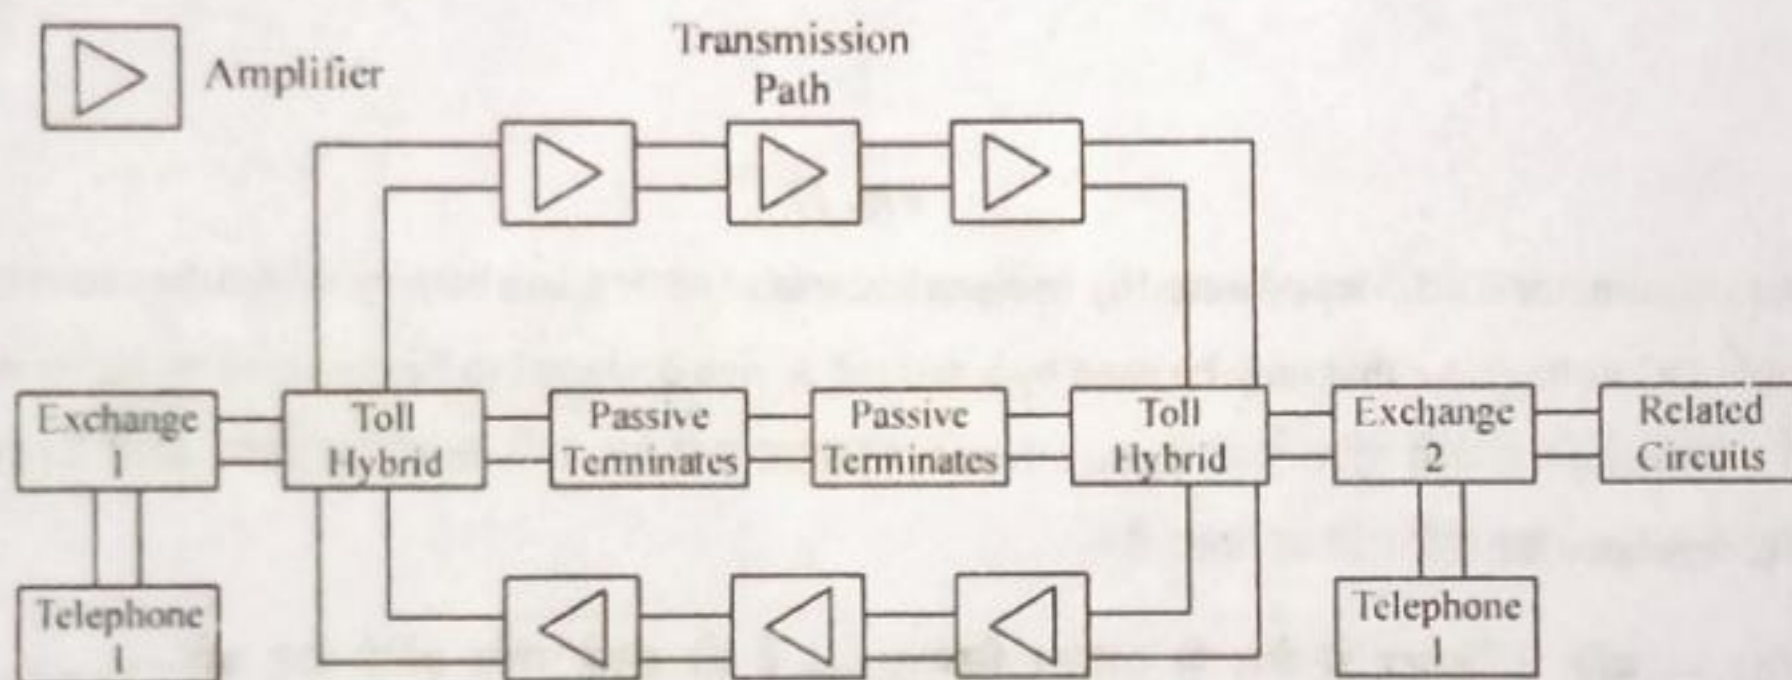 Amplifier
Transmission
Path
Exchange
1
Toll
Hybrid
Passive
Terminates
Passive
Terminates
Toll
Hybrid
Exchange
2
Related
Circuits
Telephone
1
Telephone
1